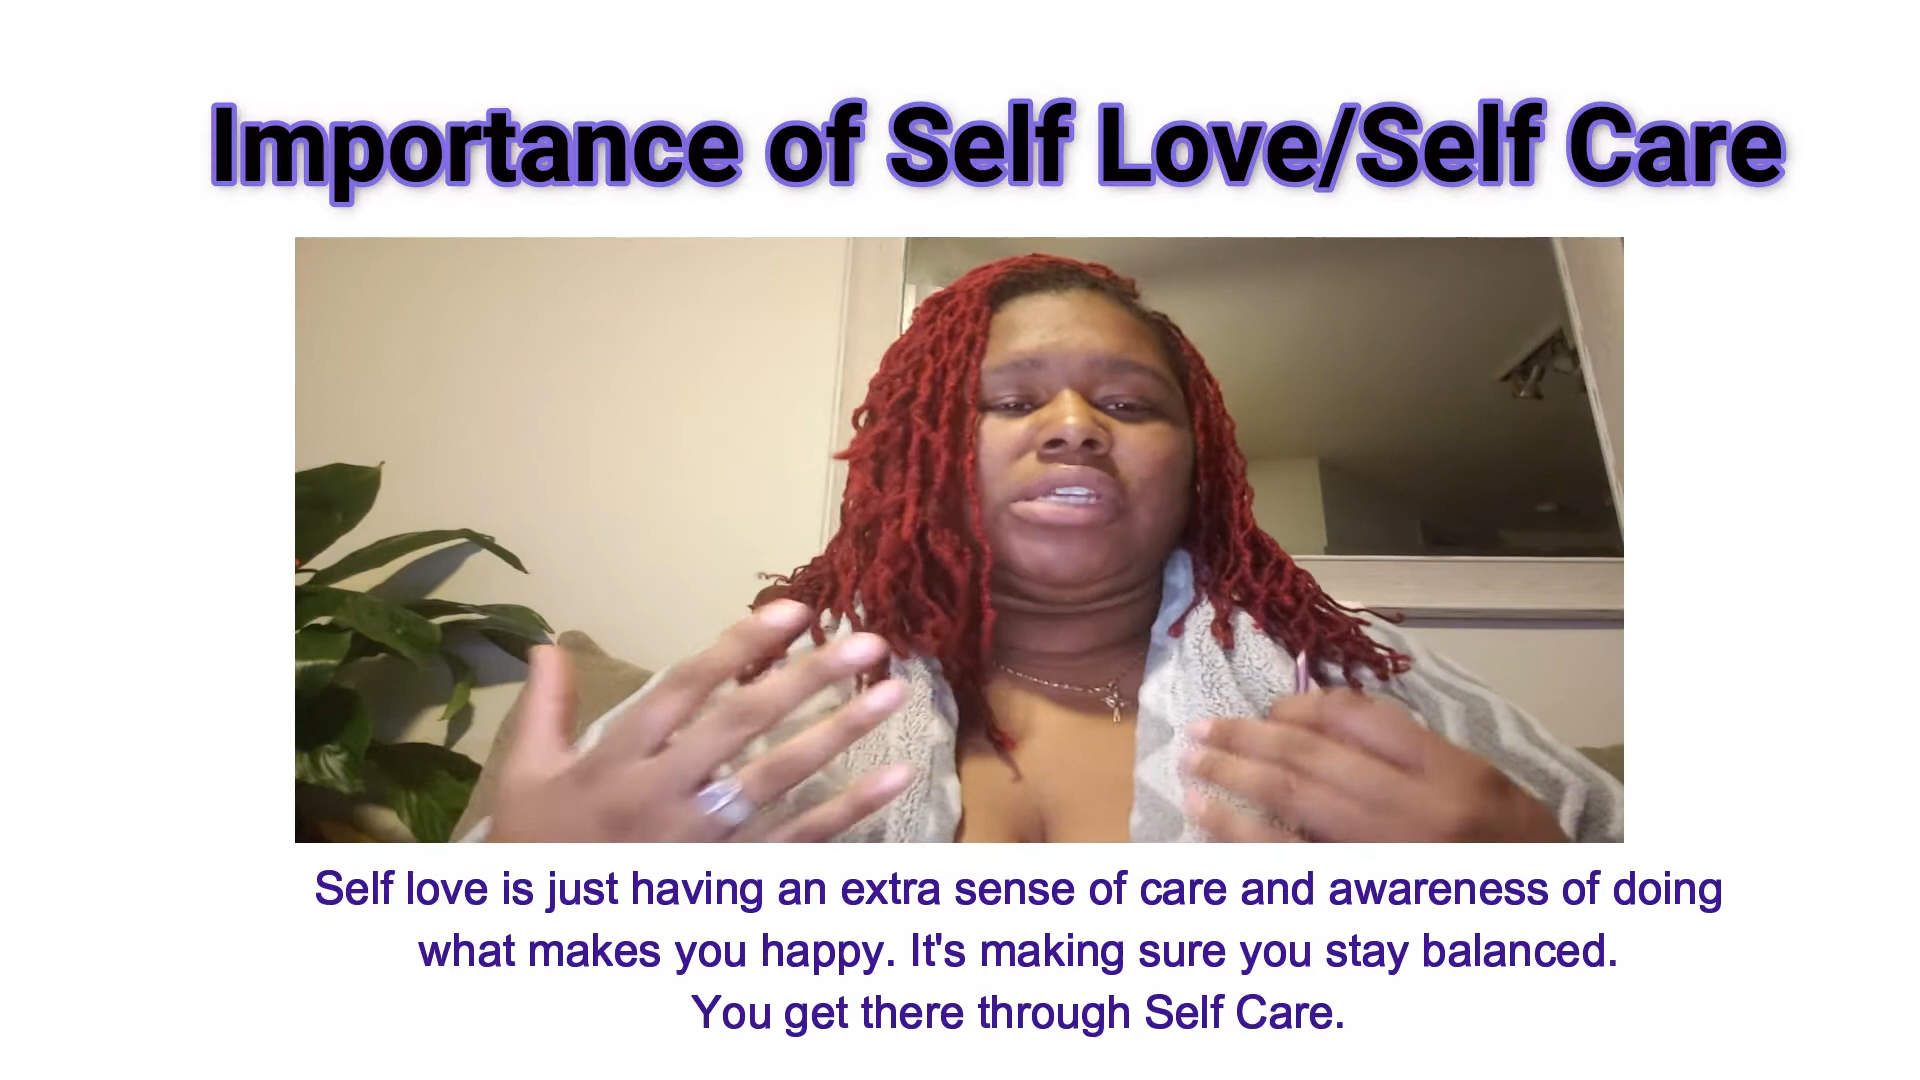 Importance of Self Love/Self Care
Self love is just having an extra sense of care and awareness of doing
what makes you happy. It's making sure you stay balanced.
You get there through Self Care.